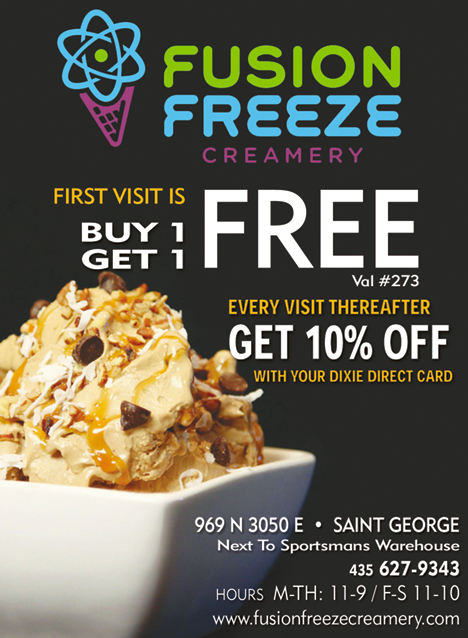 FUSION
FREEZE
CREAMERY
FIRST VISIT IS
BUY 1
GET 1
FREE
Val #273
EVERY VISIT THEREAFTER
GET 10% OFF
WITH YOUR DIXIE DIRECT CARD
969 N 3050 E • SAINT GEORGE
Next To Sportsmans Warehouse
435 627-9343
HOURS M-TH: 11-9 / F-S 11-10
www.fusionfreezecreamery.com